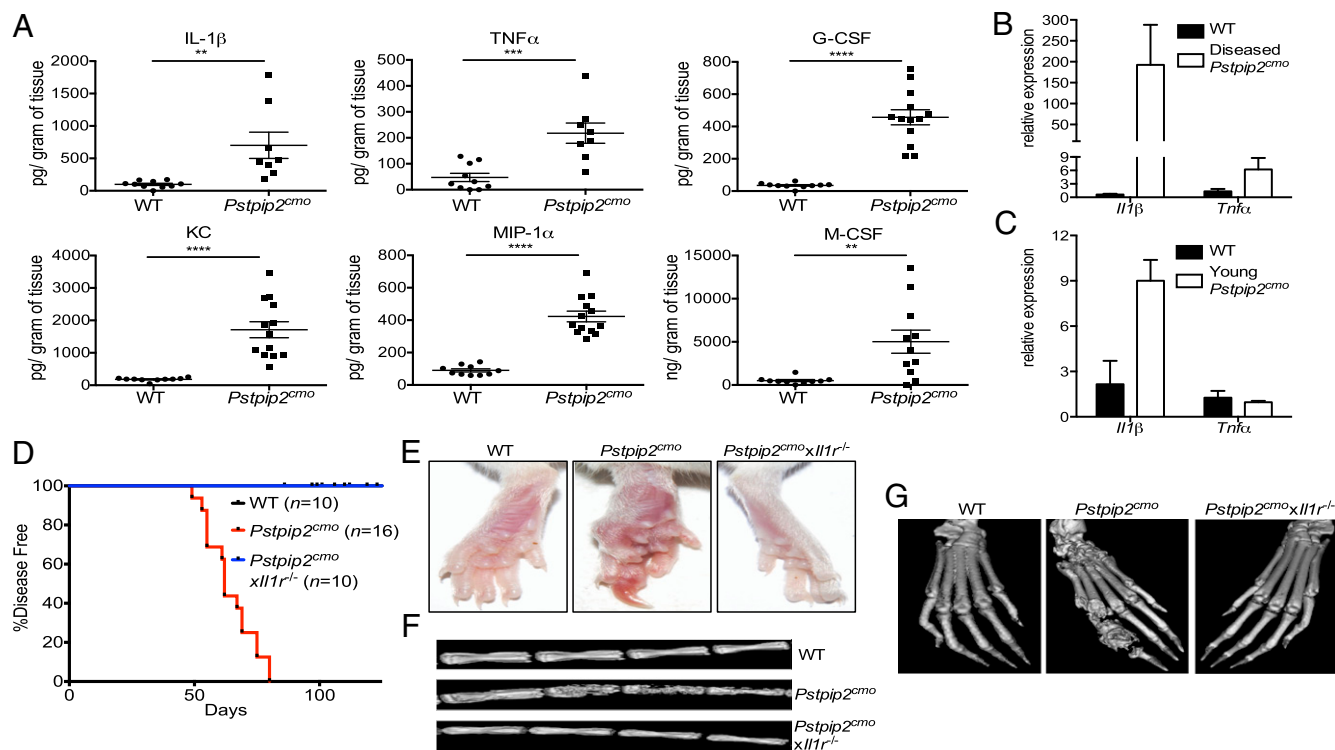 A
IL-1β
**
pg/ gram of tissue
2000
1500
1000
500
0
WT
Pstpip2cmo
TNFα
***
pg/ gram of tissue
500
400
300
200
100
0
WT
Pstpip2cmo
G-CSF
****
pg/ gram of tissue
800
600
400
200
0
WT
Pstpip2cmo
KC
****
pg/ gram of tissue
4000
3000
2000
1000
0
WT
Pstpip2cmo
MIP-1α
****
pg/ gram of tissue
800
600
400
200
0
WT
Pstpip2cmo
M-CSF
**
ng/ gram of tissue
15000
10000
5000
0
WT
Pstpip2cmo
B
relative expression
300
250
200
150
100
50
9
6
3
0
WT
Diseased
Pstpip2cmo
Il1β
Tnfα
C
relative expression
12
9
6
3
0
WT
Young
Pstpip2cmo
Il1β
Tnfα
D
%Disease Free
100
80
60
40
20
0
WT (n=10)
Pstpip2cmo (n=16)
Pstpip2cmo
xIl1r-/- (n=10)
0
50
100
Days
E
WT
Pstpip2cmo
Pstpip2cmoxIl1r-/-
F
WT
Pstpip2cmo
Pstpip2cmo
xIl1r-/-
G
WT
Pstpip2cmo
Pstpip2cmoxIl1r-/-